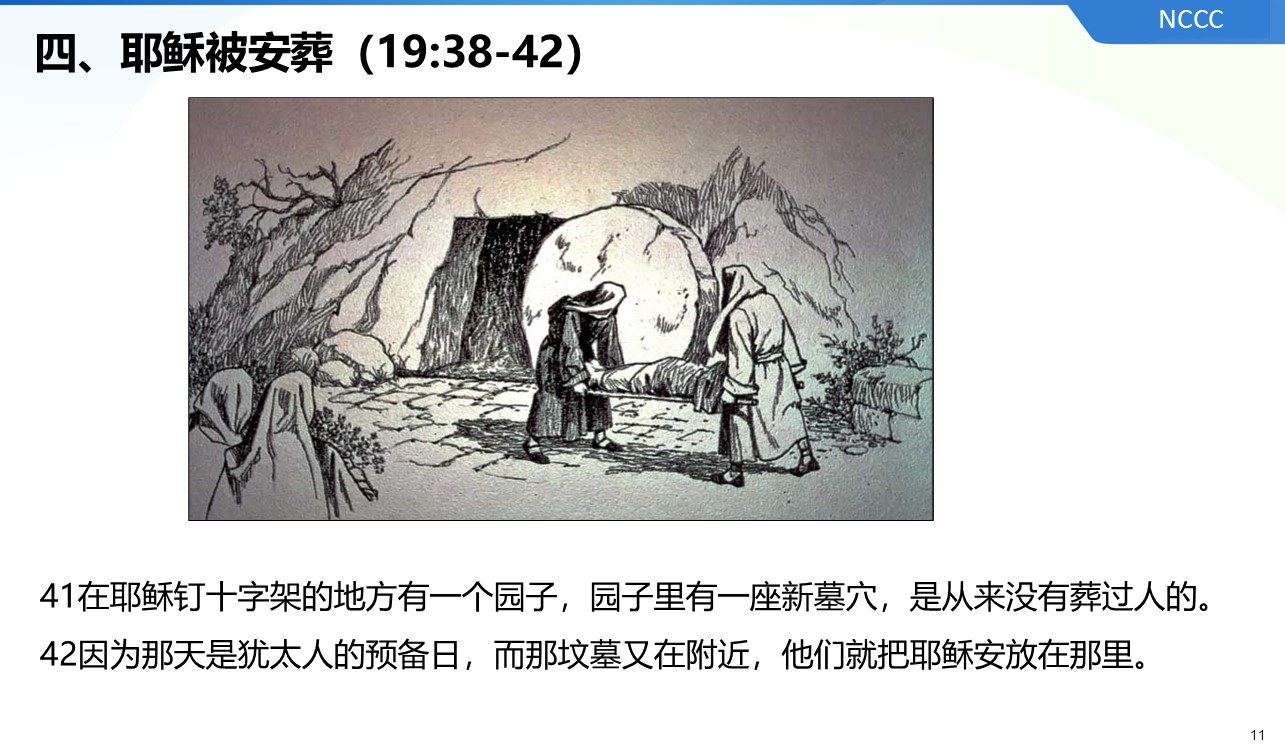 NCCC
四、耶稣被安葬（19:38-42）
41在耶稣钉十字架的地方有一个园子，园子里有一座新墓穴，是从来没有葬过人的。
42因为那天是犹太人的预备日，而那坟墓又在附近，他们就把耶稣安放在那里。
11